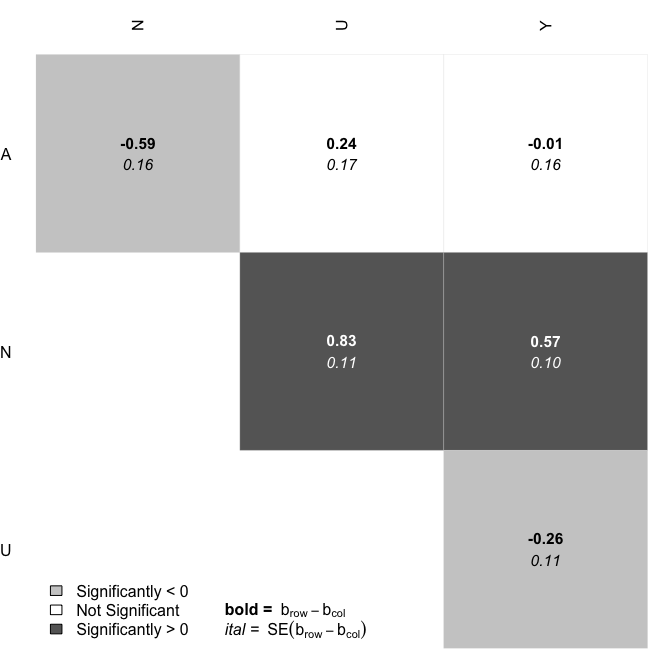 N U Y
A
-0.59 0.24 -0.01
0.16 0.17 0.16
N
0.83 0.57
0.11 0.10
U
-0.26
0.11
Significantly < 0
Not Significant bold = b_row – b_col
Significantly > 0 ital = SE(b_row – b_col)